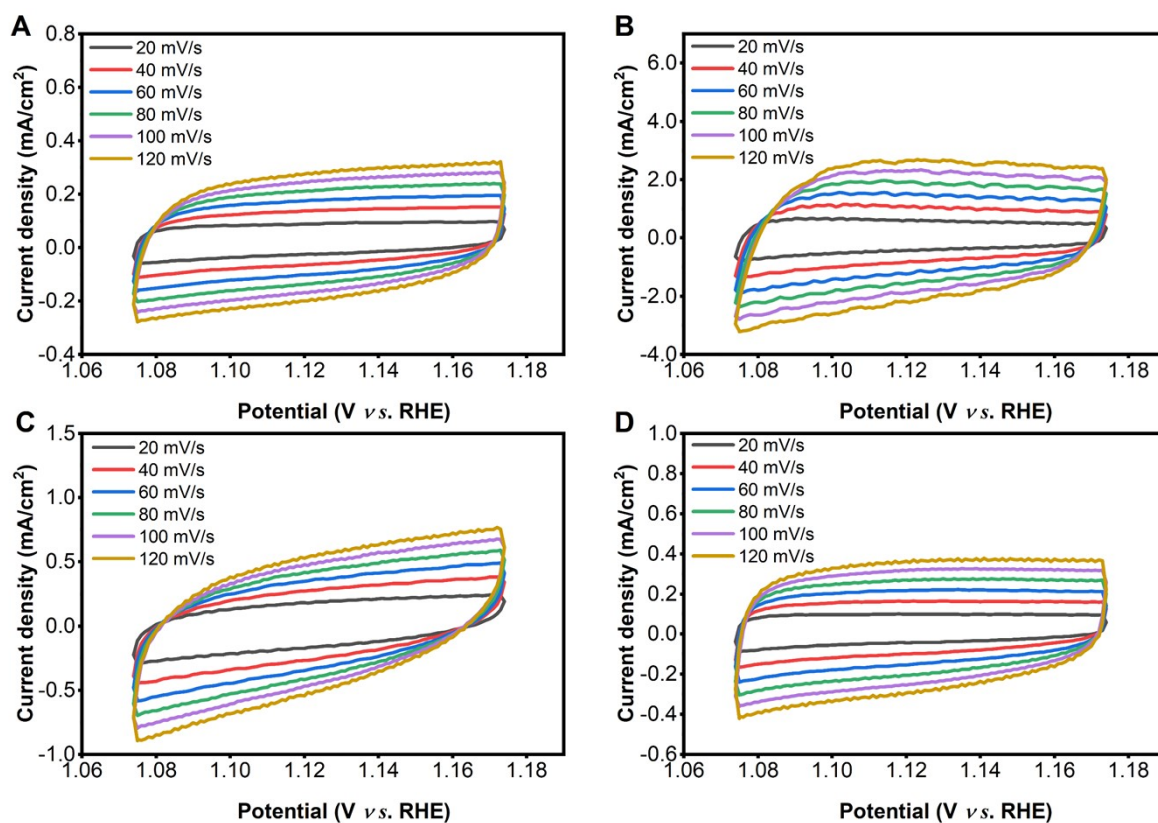 A
0.8
0.6
0.4
0.2
0.0
-0.2
-0.4
Current density (mA/cm²)
20 mV/s
40 mV/s
60 mV/s
80 mV/s
100 mV/s
120 mV/s
1.06 1.08 1.10 1.12 1.14 1.16 1.18
Potential (V vs. RHE)
B
6.0
4.0
2.0
0.0
-2.0
-4.0
Current density (mA/cm²)
20 mV/s
40 mV/s
60 mV/s
80 mV/s
100 mV/s
120 mV/s
1.06 1.08 1.10 1.12 1.14 1.16 1.18
Potential (V vs. RHE)
C
1.5
1.0
0.5
0.0
-0.5
-1.0
Current density (mA/cm²)
20 mV/s
40 mV/s
60 mV/s
80 mV/s
100 mV/s
120 mV/s
1.06 1.08 1.10 1.12 1.14 1.16 1.18
Potential (V vs. RHE)
D
1.0
0.8
0.6
0.4
0.2
0.0
-0.2
-0.4
-0.6
Current density (mA/cm²)
20 mV/s
40 mV/s
60 mV/s
80 mV/s
100 mV/s
120 mV/s
1.06 1.08 1.10 1.12 1.14 1.16 1.18
Potential (V vs. RHE)